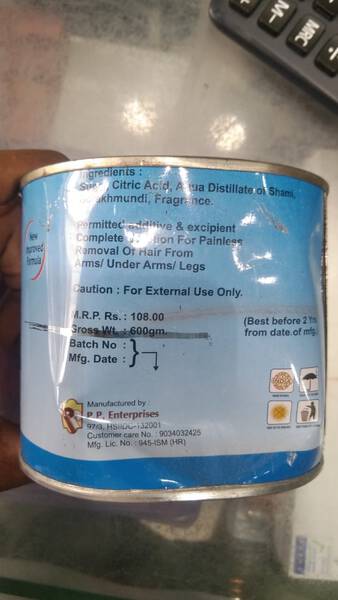 Ingredients :
Citric Acid, Aqua Distillate of Shami,
Fragrance.
Permitted additive & excipient
Complete For Painless
Removal Of Hair From
Arms/ Under Arms/ Legs
Caution : For External Use Only.
M.R.P. Rs. : 108.00
Gross Wt. : 600gm.
Batch No :
Mfg. Date :
(Best before 2
from date of mfg.
New
Improved
Formula
Manufactured by :
P.P. Enterprises
97/3, HSIIDC-132001
Customer care No. : 9034032425
Mfg. Lic. No. : 945-ISM (HR)
MRC
M-